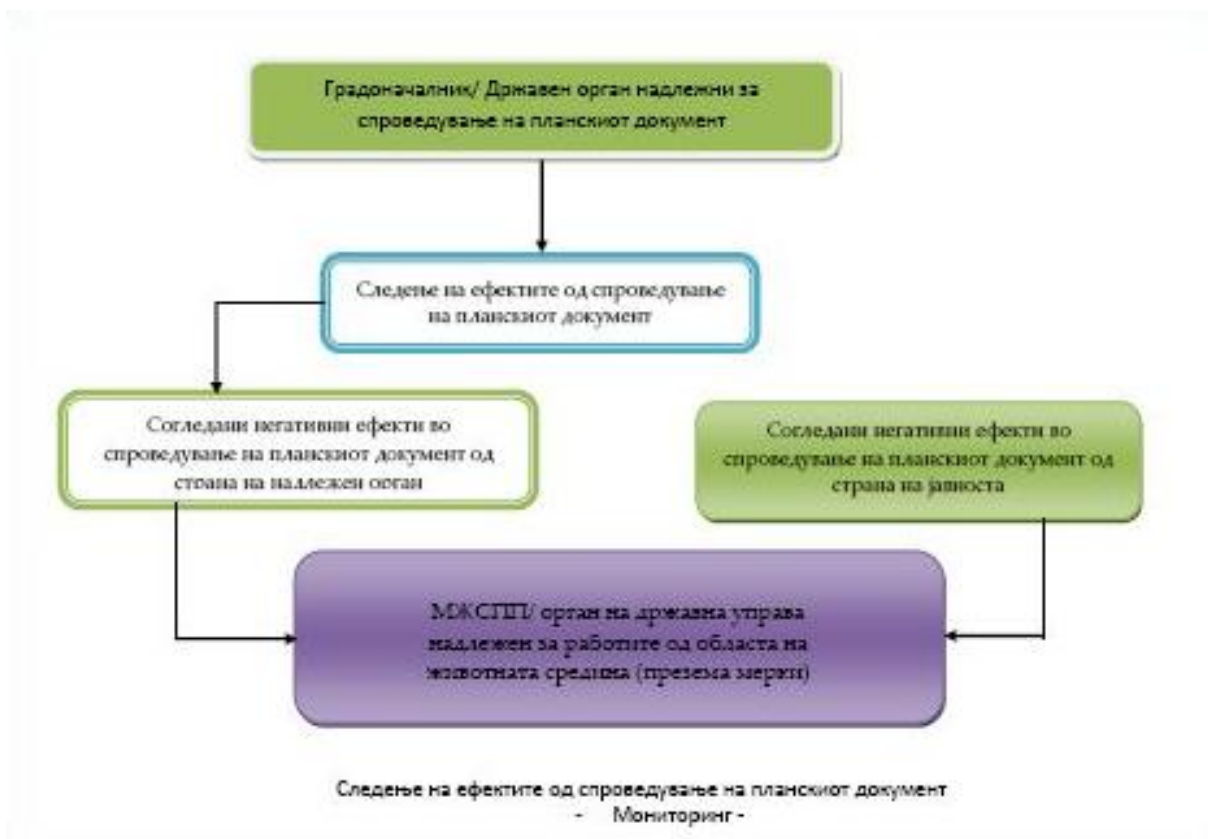 Градоначалник/ Државен орган надлежни за
спроведување на планскиот документ
Следење на ефектите од спроведување
на планскиот документ
Согледани негативни ефекти во
спроведување на планскиот документ од
страна на надлежен орган
Согледани негативни ефекти во
спроведување на планскиот документ од
страна на јавноста
МЖСПП/ орган на државна управа
надлежен за работите од областа на
животната средина (презема мерки)
Следење на ефектите од спроведување на планскиот документ
- Мониторинг -